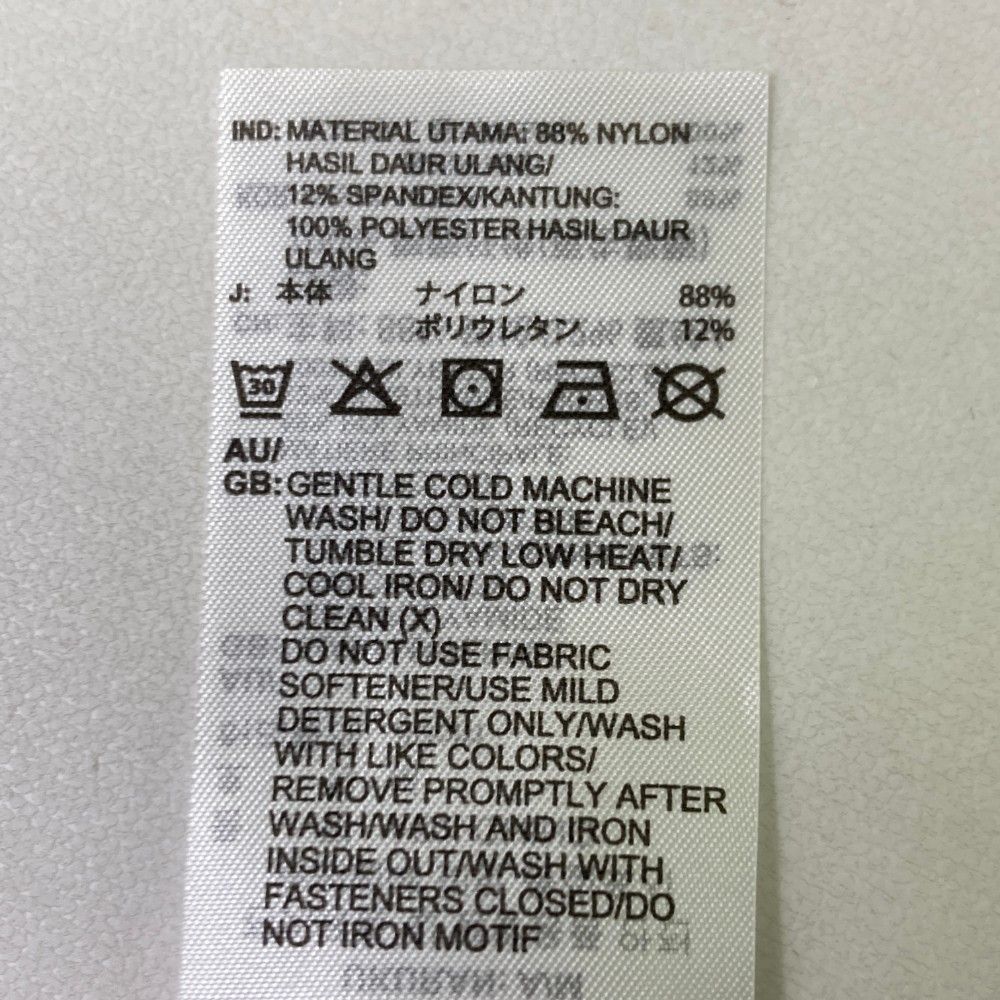 IND: MATERIAL UTAMA: 88% NYLON
HASIL DAUR ULANG/
12% SPANDEX/KANTUNG:
100% POLYESTER HASIL DAUR
ULANG
J: 本体 ナイロン 88%
ポリウレタン 12%
30
AU/
GB: GENTLE COLD MACHINE
WASH/ DO NOT BLEACH/
TUMBLE DRY LOW HEAT/
COOL IRON/ DO NOT DRY
CLEAN (X)
DO NOT USE FABRIC
SOFTENER/USE MILD
DETERGENT ONLY/WASH
WITH LIKE COLORS/
REMOVE PROMPTLY AFTER
WASH/WASH AND IRON
INSIDE OUT/WASH WITH
FASTENERS CLOSED/DO
NOT IRON MOTIF